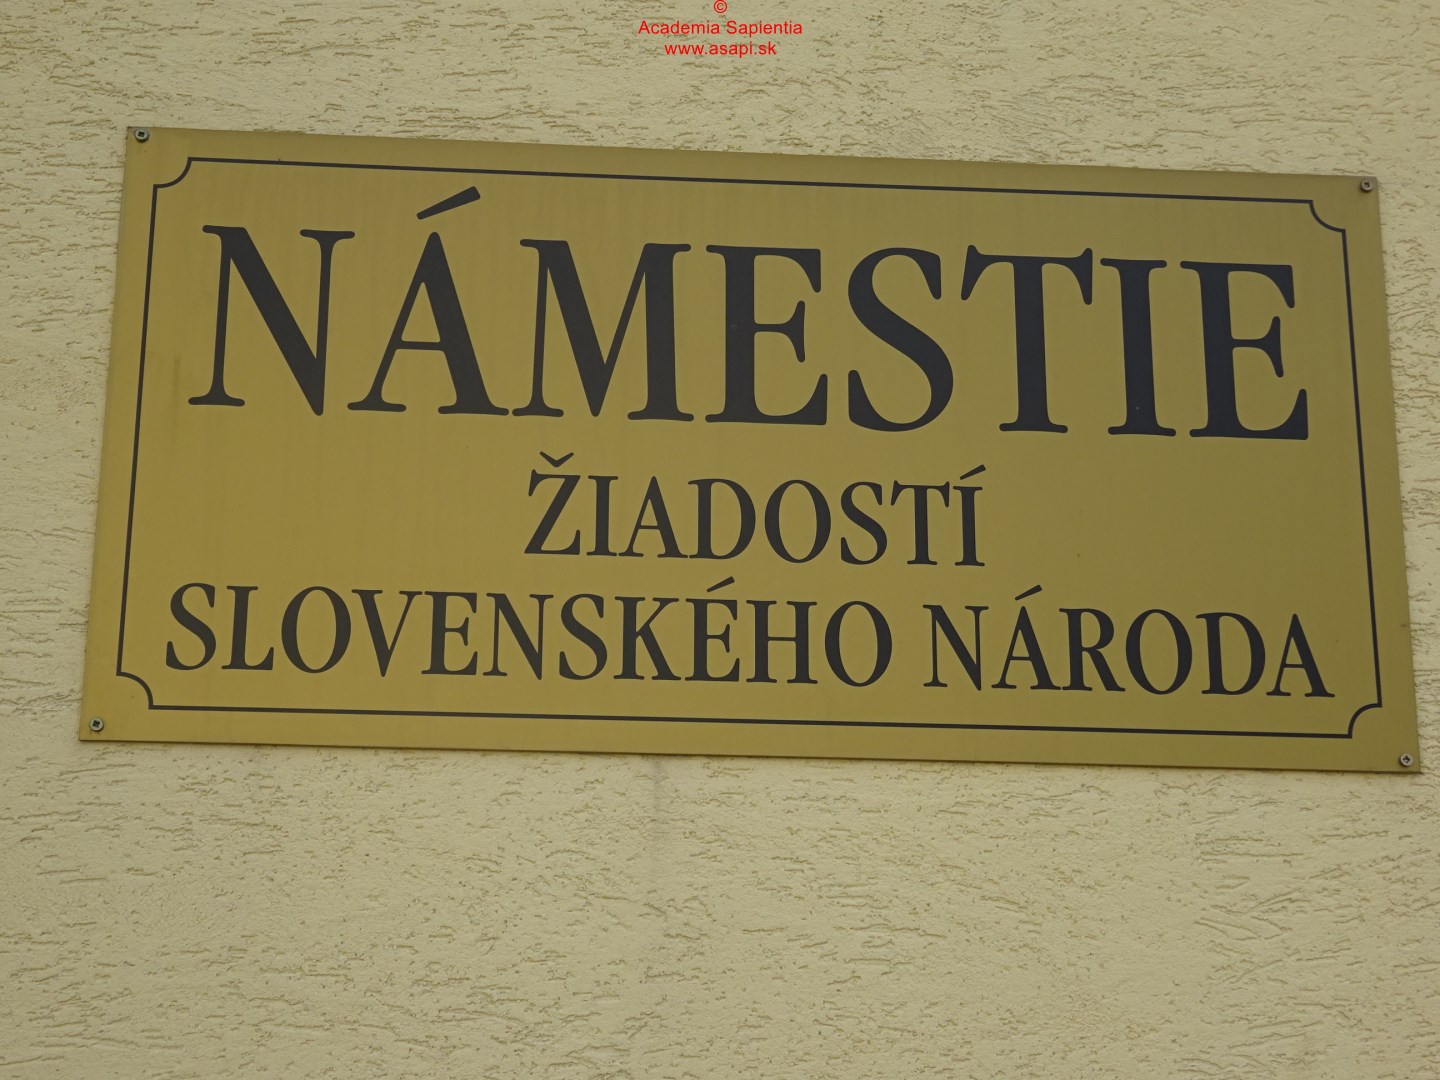 ©
Academia Sapientia
www.asapi.sk
NÁMESTIE
ŽIADOSTÍ
SLOVENSKÉHO NÁRODA